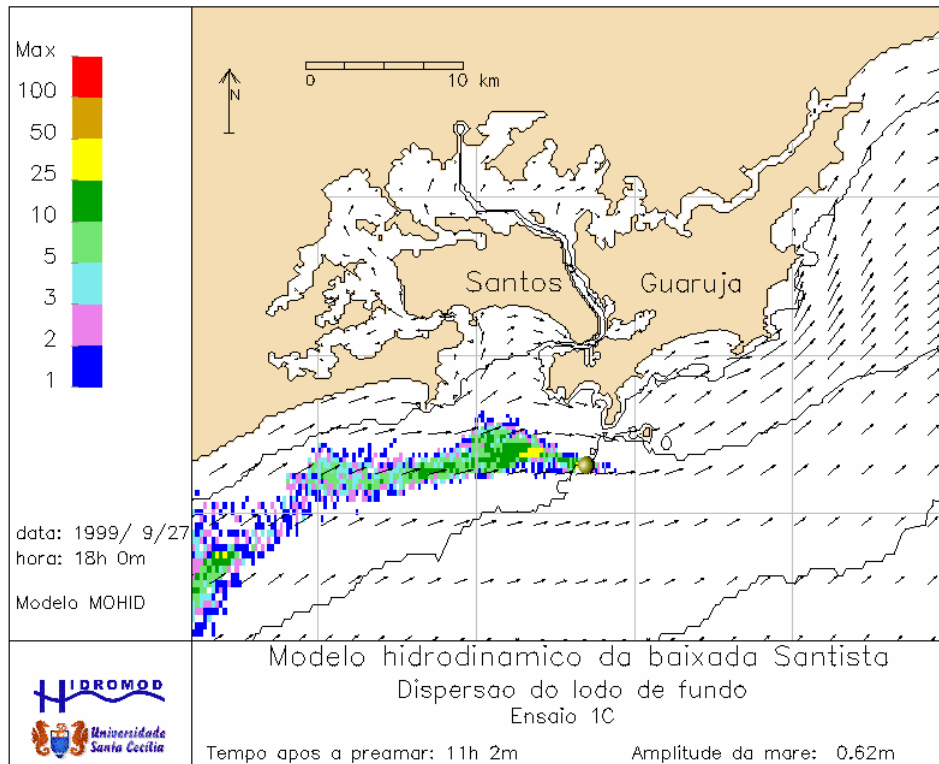 Max
100
50
25
10
5
3
2
1
N
0 10 km
Santos
Guaruja
data: 1999/ 9/27
hora: 18h 0m
Modelo MOHID
HIDROMOD
Universidade
Santa Cecília
Modelo hidrodinamico da baixada Santista
Dispersao do lodo de fundo
Ensaio 1C
Tempo apos a preamar: 11h 2m Amplitude da mare: 0.62m